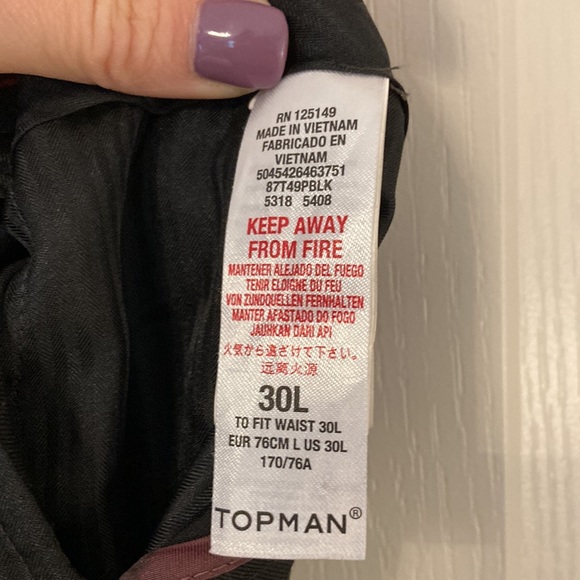 RN 125149
MADE IN VIETNAM
FABRICADO EN
VIETNAM
5045426463751
87T49PBLK
5318 5408
KEEP AWAY
FROM FIRE
MANTENER ALEJADO DEL FUEGO
TENIR ELOIGNE DU FEU
VON ZUNDQUELLEN FERNHALTEN
MANTER AFASTADO DO FOGO
JAUHKAN DARI API
火気から遠ざけて下さい。
远离火源
30L
TO FIT WAIST 30L
EUR 76CM L US 30L
170/76A
TOPMAN®